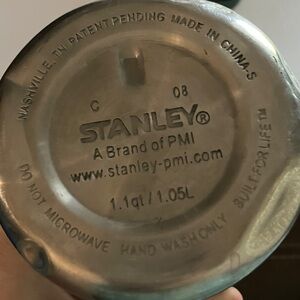 NASHVILLE, TN PATENT PENDING MADE IN CHINA-S
C 08
STANLEY®
A Brand of PMI
www.stanley-pmi.com
1.1qt / 1.05L
DO NOT MICROWAVE HAND WASH ONLY BUILT FOR LIFE™